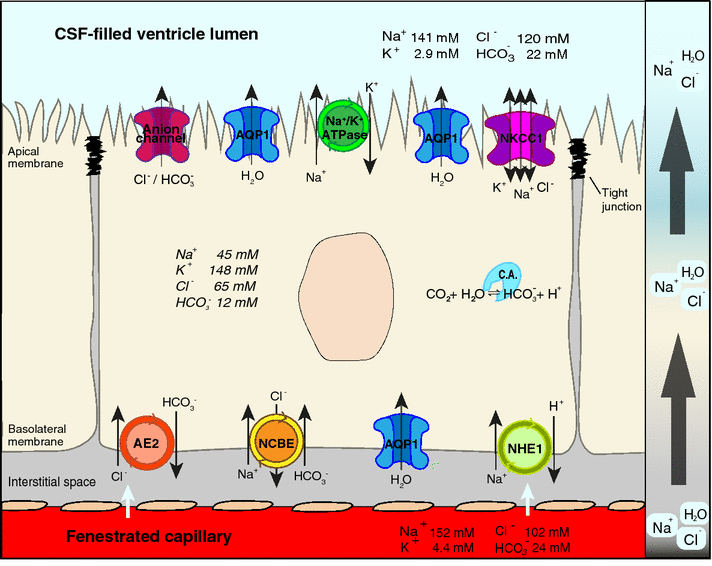 CSF-filled ventricle lumen
Na⁺ 141 mM Cl⁻ 120 mM
K⁺ 2.9 mM HCO₃⁻ 22 mM
Na⁺ H₂O
Cl⁻
K⁺
Anion channel
AQP1
Na⁺/K⁺ ATPase
AQP1
NKCC1
Apical
membrane
Cl⁻ / HCO₃⁻
H₂O
Na⁺
H₂O
K⁺ Na⁺ Cl⁻
Tight
junction
Na⁺ 45 mM
K⁺ 148 mM
Cl⁻ 65 mM
HCO₃⁻ 12 mM
C.A.
CO₂+ H₂O ⇌ HCO₃⁻+ H⁺
Na⁺ H₂O
Cl⁻
HCO₃⁻
Cl⁻
H⁺
Basolateral
membrane
AE2
NCBE
AQP1
NHE1
Interstitial space
Cl⁻
Na⁺
HCO₃⁻
H₂O
Na⁺
Fenestrated capillary
Na⁺ 152 mM Cl⁻ 102 mM
K⁺ 4.4 mM HCO₃⁻ 24 mM
Na⁺ H₂O
Cl⁻